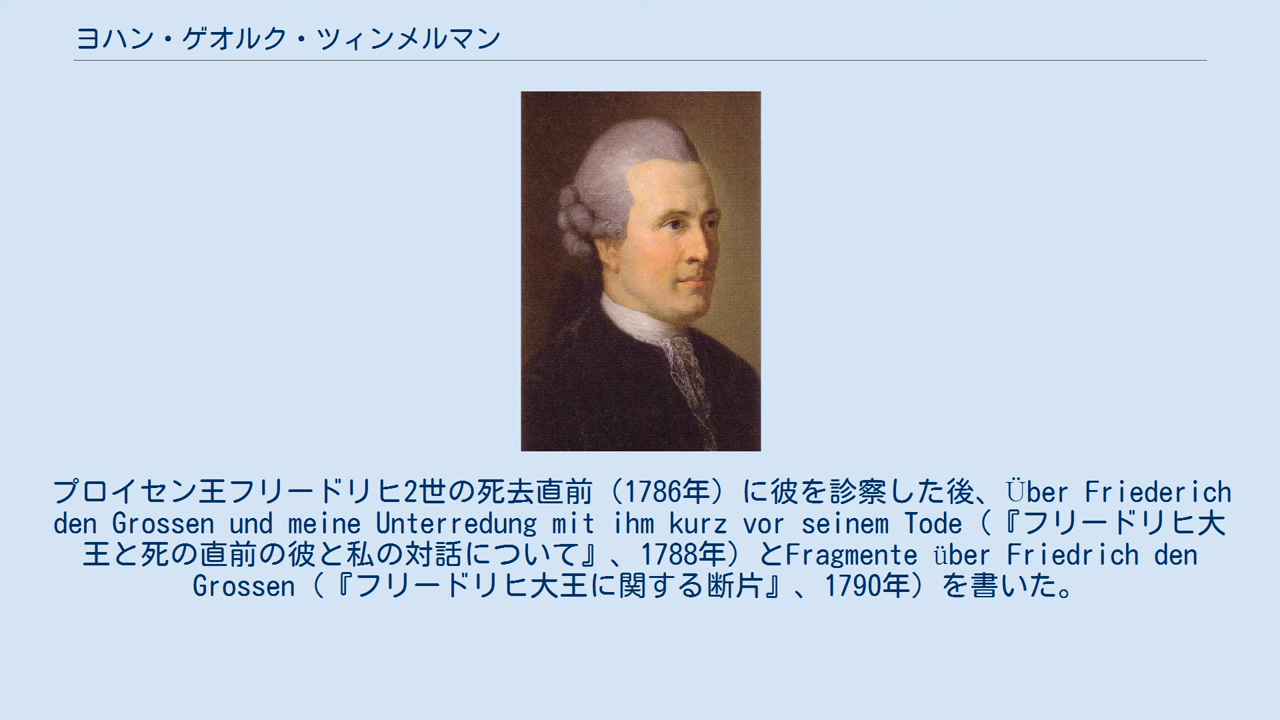 ヨハン・ゲオルク・ツィンメルマン
プロイセン王フリードリヒ2世の死去直前（1786年）に彼を診察した後、Über Friederich
den Grossen und meine Unterredung mit ihm kurz vor seinem Tode（『フリードリヒ大
王と死の直前の彼と私の対話について』、1788年）とFragmente über Friedrich den
Grossen（『フリードリヒ大王に関する断片』、1790年）を書いた。